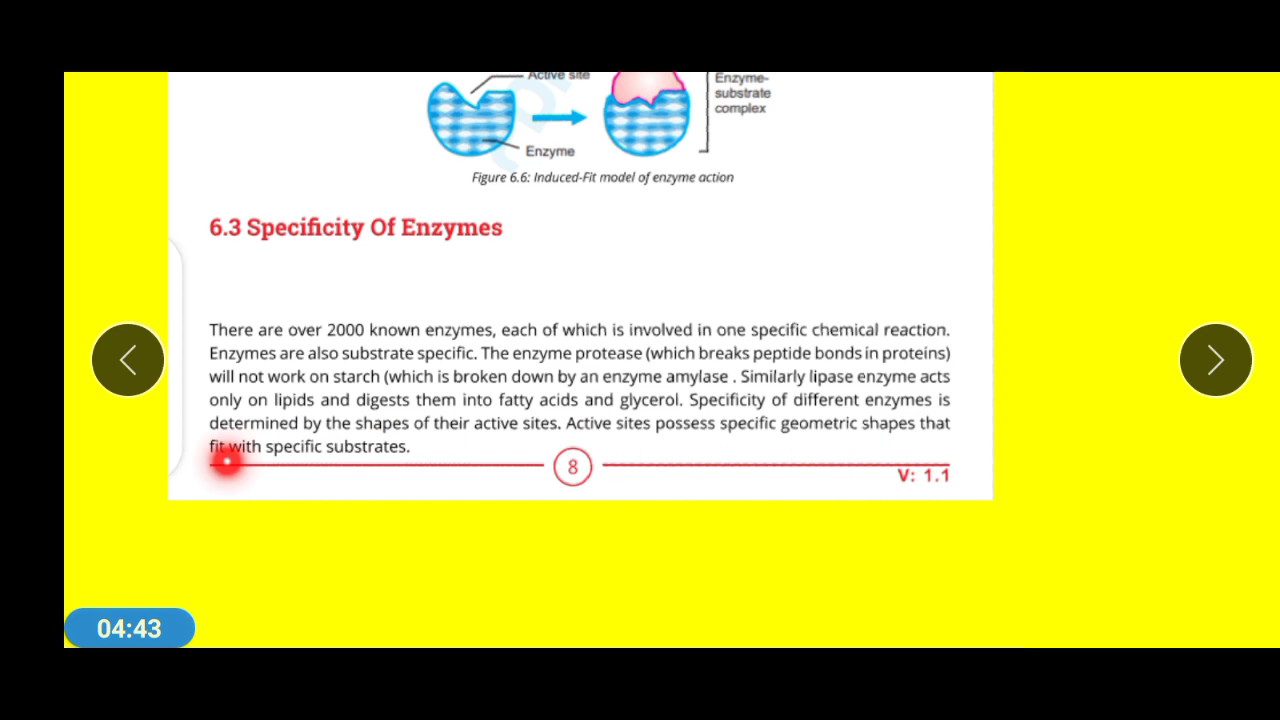 Active site
Enzyme-
substrate
complex
Enzyme
Figure 6.6: Induced-Fit model of enzyme action
6.3 Specificity Of Enzymes
There are over 2000 known enzymes, each of which is involved in one specific chemical reaction.
Enzymes are also substrate specific. The enzyme protease (which breaks peptide bonds in proteins)
will not work on starch (which is broken down by an enzyme amylase . Similarly lipase enzyme acts
only on lipids and digests them into fatty acids and glycerol. Specificity of different enzymes is
determined by the shapes of their active sites. Active sites possess specific geometric shapes that
fit with specific substrates.
8
V: 1.1
04:43